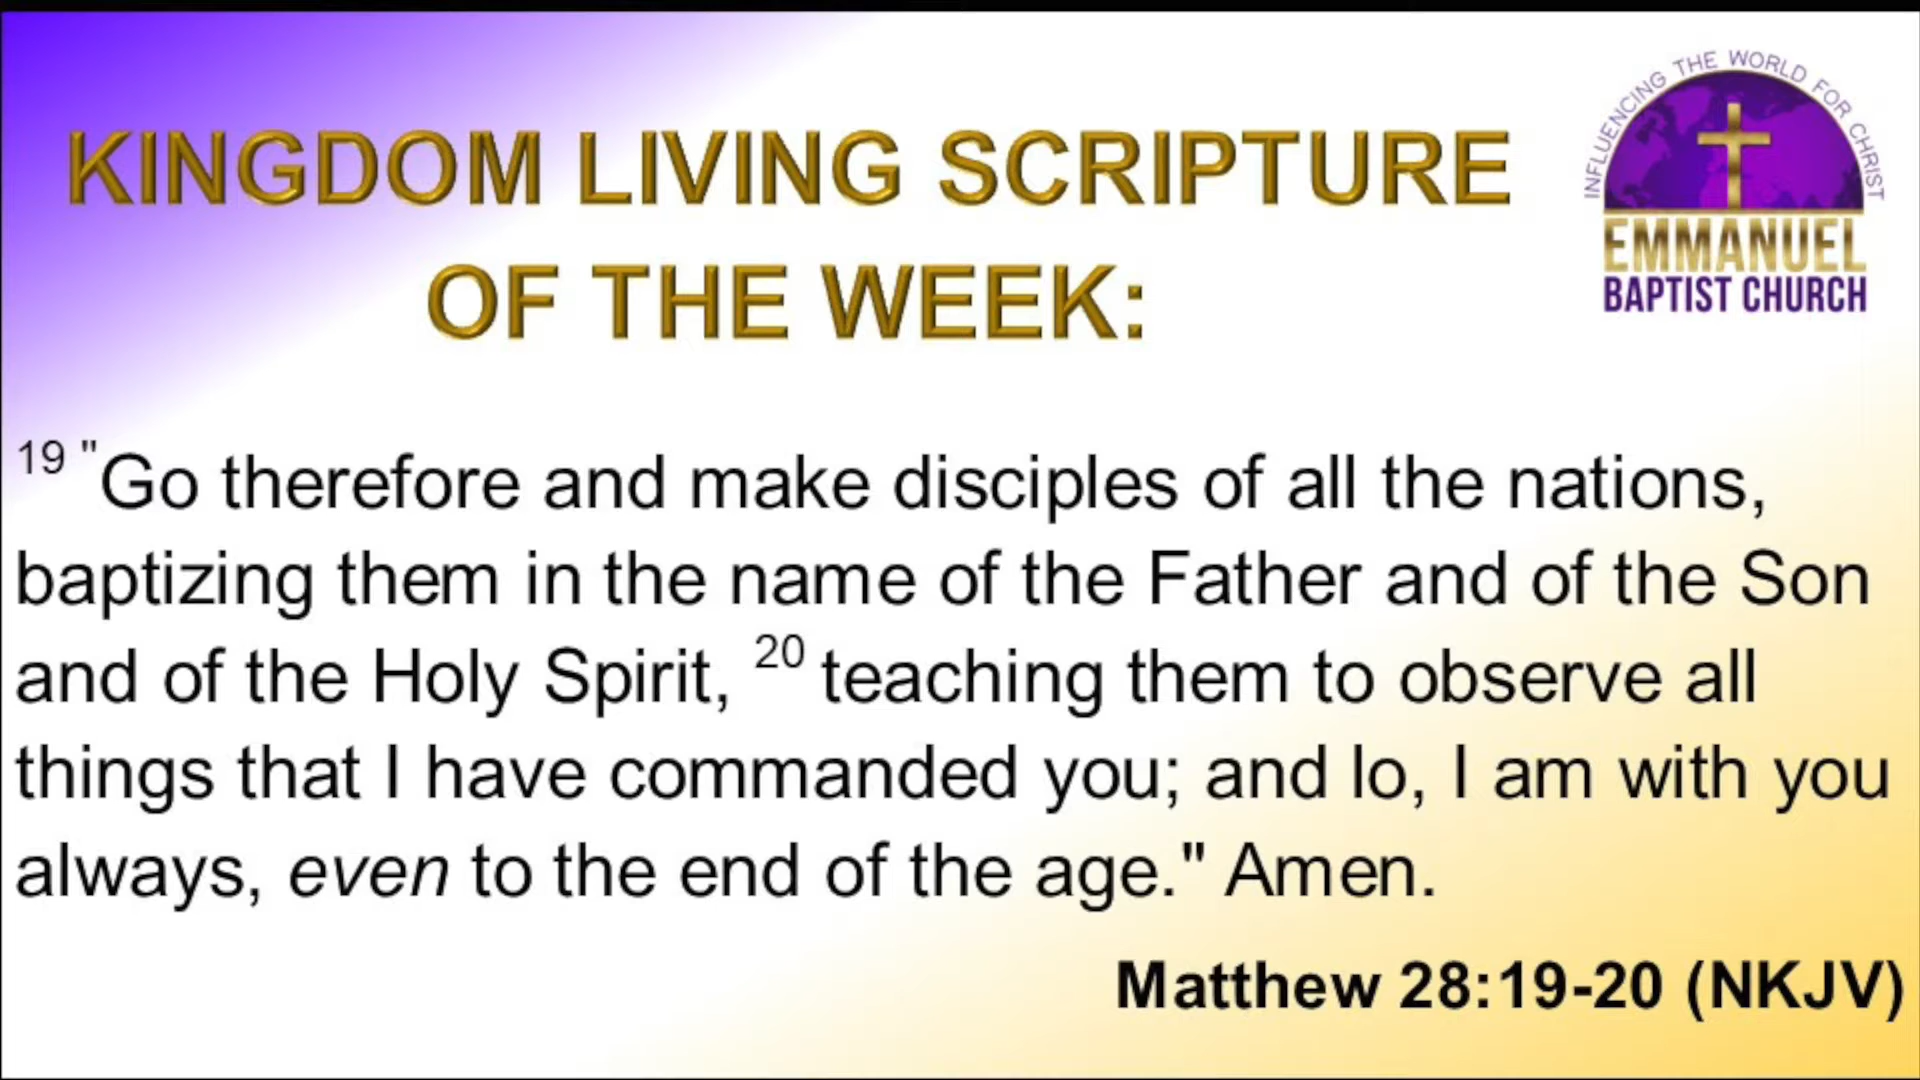 INFLUENCING THE WORLD FOR CHRIST
EMMANUEL
BAPTIST CHURCH
KINGDOM LIVING SCRIPTURE
OF THE WEEK:
19 "Go therefore and make disciples of all the nations,
baptizing them in the name of the Father and of the Son
and of the Holy Spirit, 20 teaching them to observe all
things that I have commanded you; and lo, I am with you
always, even to the end of the age." Amen.
Matthew 28:19-20 (NKJV)